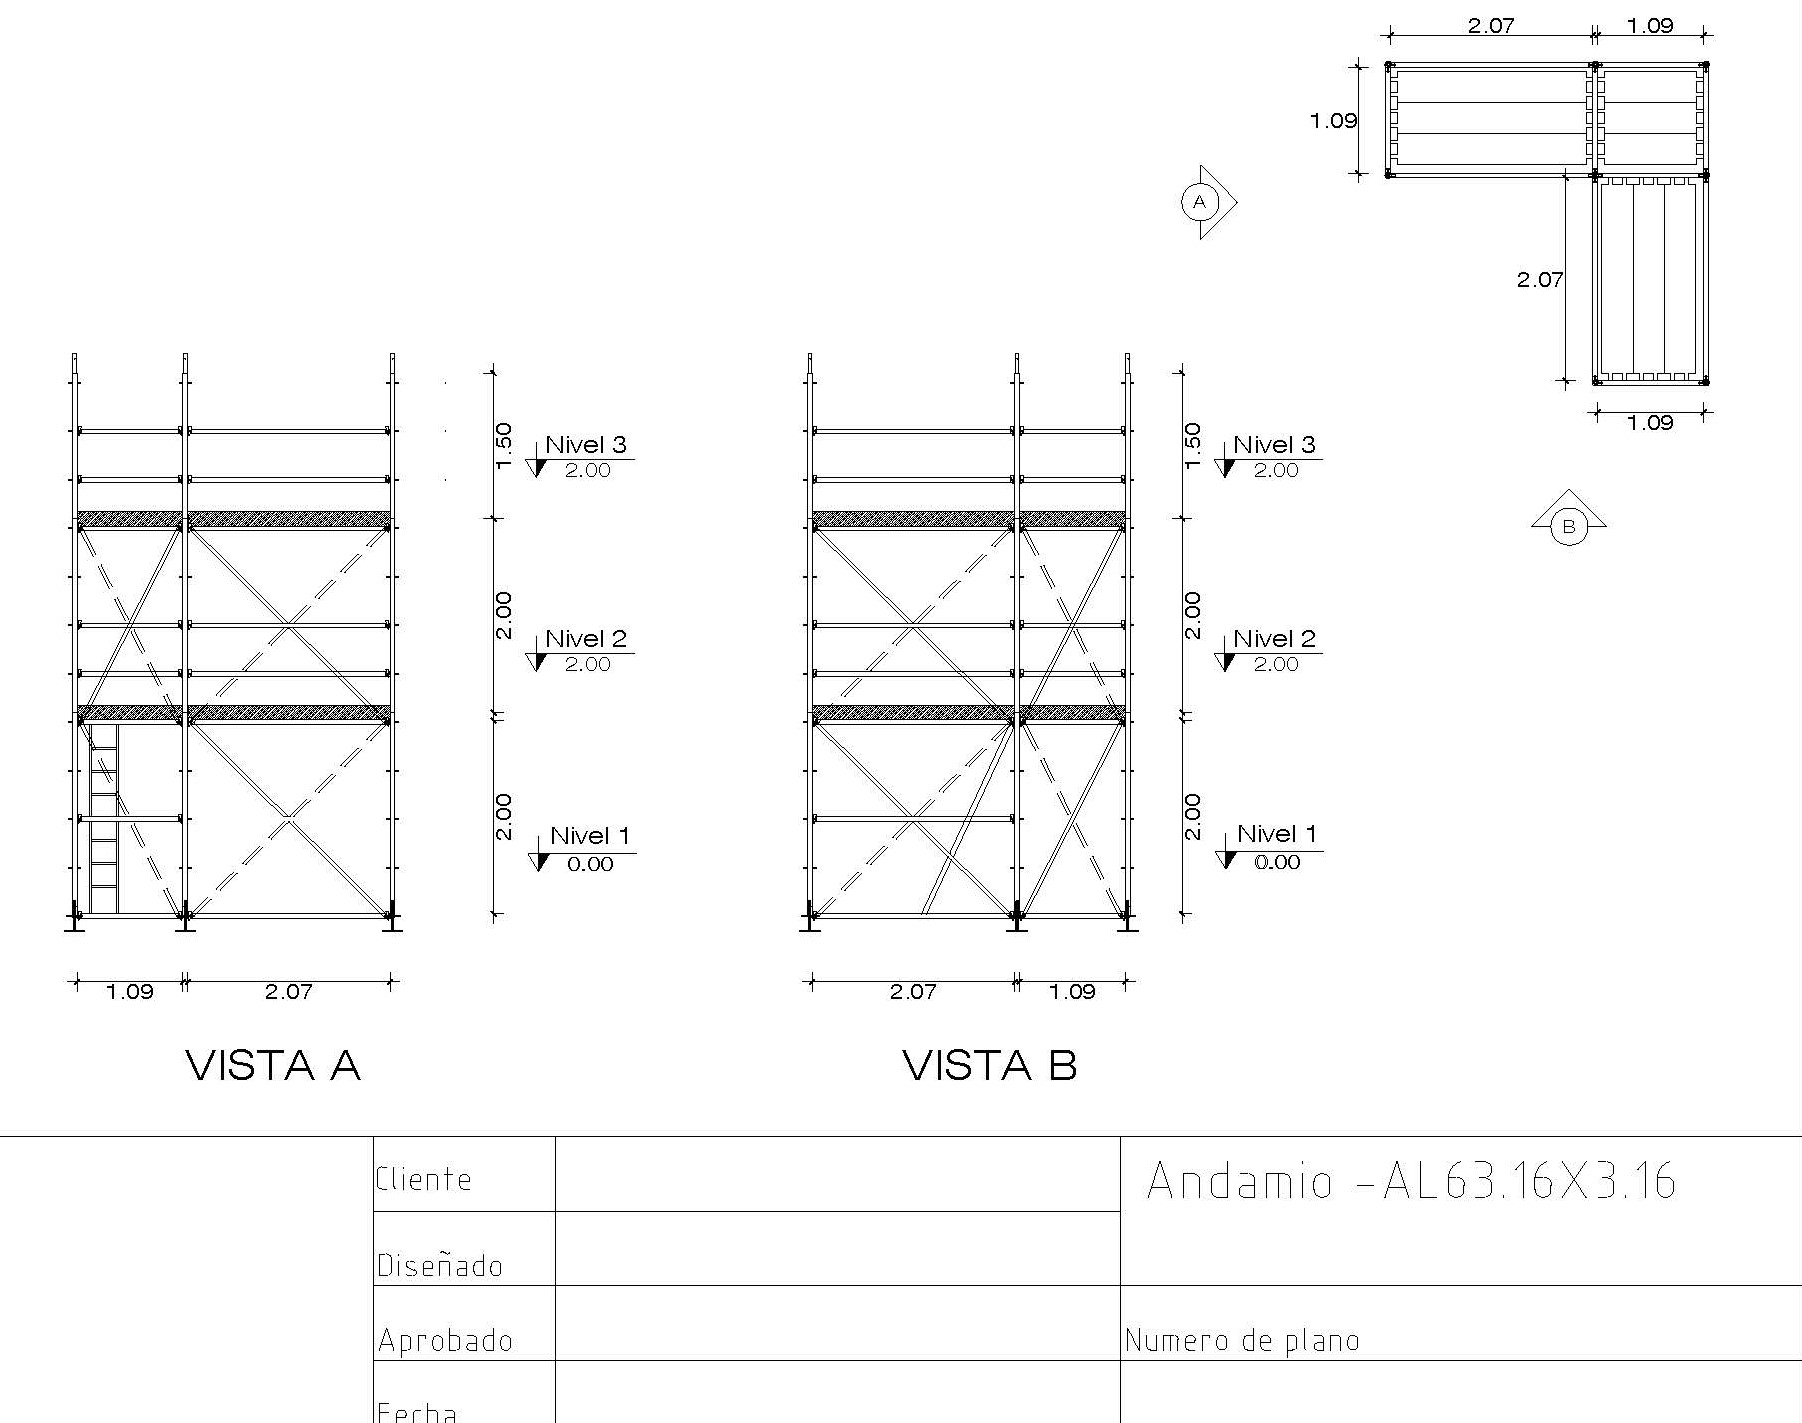 2.07
1.09
1.09
A
2.07
1.09
B
1.50
Nivel 3
2.00
2.00
Nivel 2
2.00
2.00
Nivel 1
0.00
1.09
2.07
VISTA A
1.50
Nivel 3
2.00
2.00
Nivel 2
2.00
2.00
Nivel 1
0.00
2.07
1.09
VISTA B
Cliente
Andamio -AL63.16X3.16
Diseñado
Aprobado
Numero de plano
Fecha